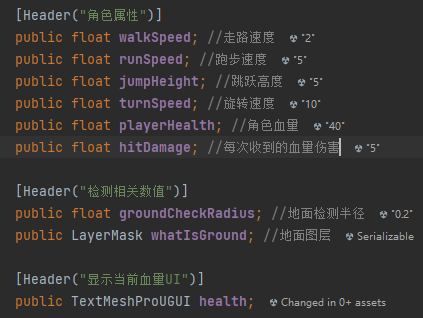 [Header("角色属性")]
public float walkSpeed; //走路速度 "2"
public float runSpeed; //跑步速度 "5"
public float jumpHeight; //跳跃高度 "5"
public float turnSpeed; //旋转速度 "10"
public float playerHealth; //角色血量 "40"
public float hitDamage; //每次收到的血量伤害 "5"
[Header("检测相关数值")]
public float groundCheckRadius; //地面检测半径 "0.2"
public LayerMask whatIsGround; //地面图层 Serializable
[Header("显示当前血量UI")]
public TextMeshProUGUI health; Changed in 0+ assets